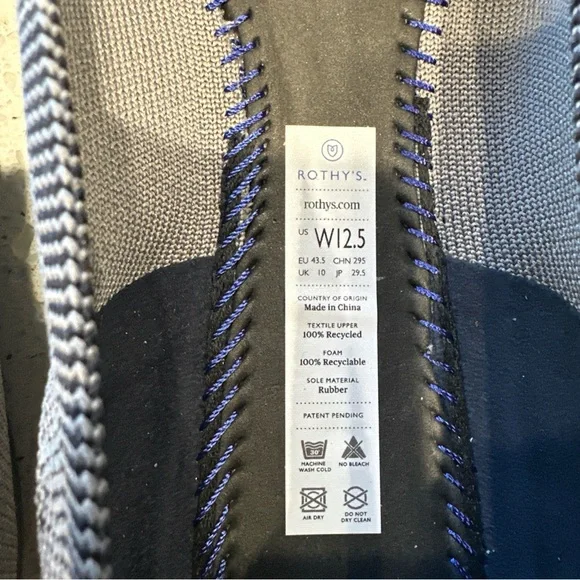 ROTHY'S.
rothys.com
US W12.5
EU 43.5 CHN 295
UK 10 JP 29.5
COUNTRY OF ORIGIN
Made in China
TEXTILE UPPER
100% Recycled
FOAM
100% Recyclable
SOLE MATERIAL
Rubber
PATENT PENDING
30°
MACHINE WASH COLD
NO BLEACH
AIR DRY
DO NOT DRY CLEAN